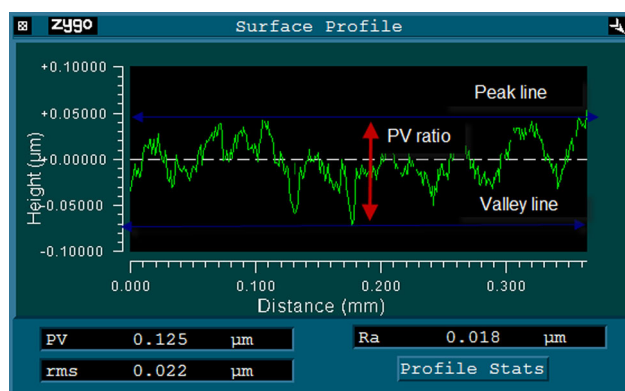 zygo Surface Profile
+0.10000
Peak line
+0.05000
PV ratio
+0.00000
Height (µm)
-0.05000
Valley line
-0.10000
0.000 0.100 0.200 0.300
Distance (mm)
PV 0.125 µm Ra 0.018 µm
rms 0.022 µm Profile Stats